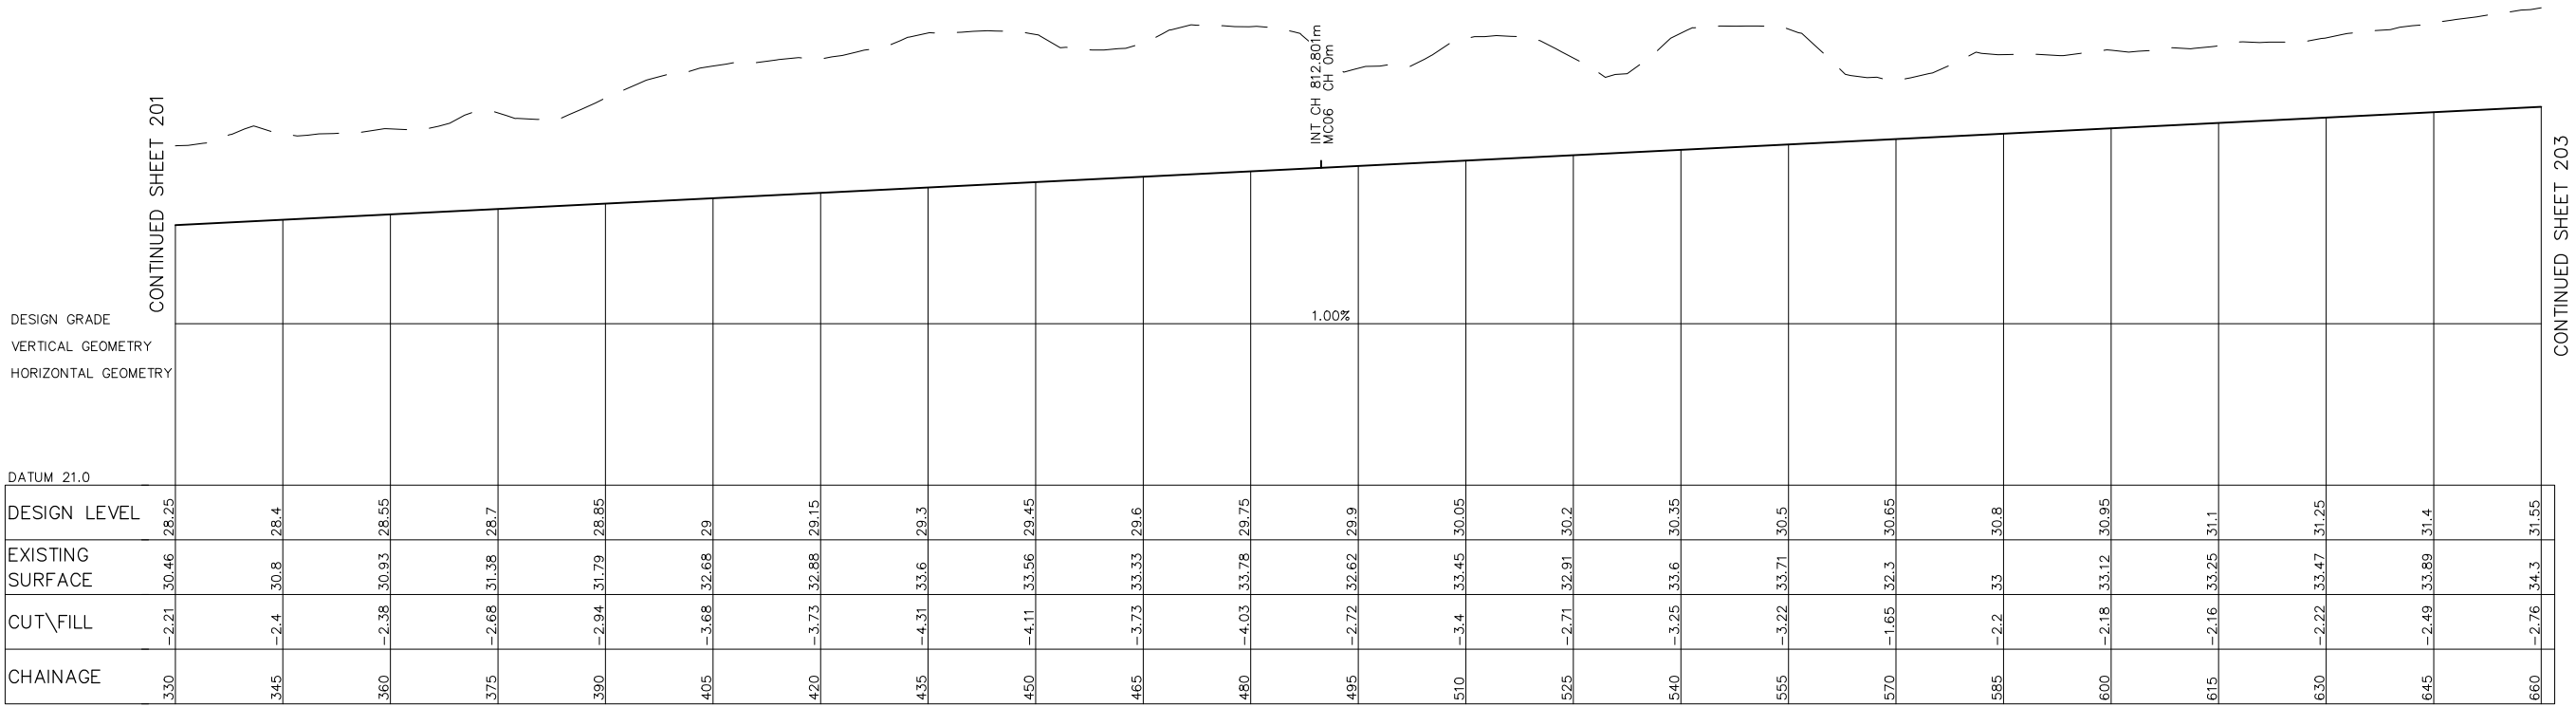 INT CH 812.801m
MC06 CH 0m
CONTINUED SHEET 201
CONTINUED SHEET 203
DESIGN GRADE
1.00%
VERTICAL GEOMETRY
HORIZONTAL GEOMETRY
DATUM 21.0
DESIGN LEVEL 28.25 28.4 28.55 28.7 28.85 29 29.15 29.3 29.45 29.6 29.75 29.9 30.05 30.2 30.35 30.5 30.65 30.8 30.95 31.1 31.25 31.4 31.55
EXISTING
SURFACE 30.46 30.8 30.93 31.38 31.79 32.68 32.88 33.6 33.56 33.33 33.78 32.62 33.45 32.91 33.6 33.71 32.3 33 33.12 33.25 33.47 33.89 34.3
CUT\FILL -2.21 -2.4 -2.38 -2.68 -2.94 -3.68 -3.73 -4.31 -4.11 -3.73 -4.03 -2.72 -3.4 -2.71 -3.25 -3.22 -1.65 -2.2 -2.18 -2.16 -2.22 -2.49 -2.76
CHAINAGE 330 345 360 375 390 405 420 435 450 465 480 495 510 525 540 555 570 585 600 615 630 645 660